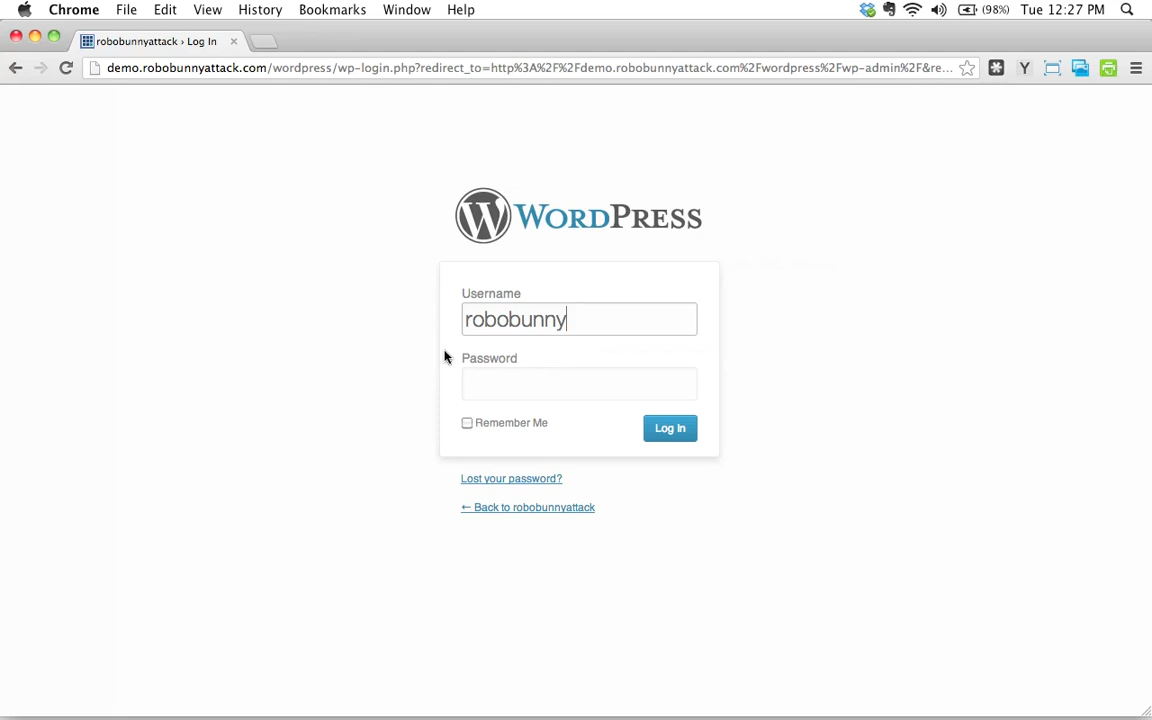 Chrome File Edit View History Bookmarks Window Help (98%) Tue 12:27 PM
robobunnyattack › Log In
demo.robobunnyattack.com/wordpress/wp-login.php?redirect_to=http%3A%2F%2Fdemo.robobunnyattack.com%2Fwordpress%2Fwp-admin%2F&re...
Y
W WORDPRESS
Username
robobunny
Password
Remember Me Log In
Lost your password?
← Back to robobunnyattack